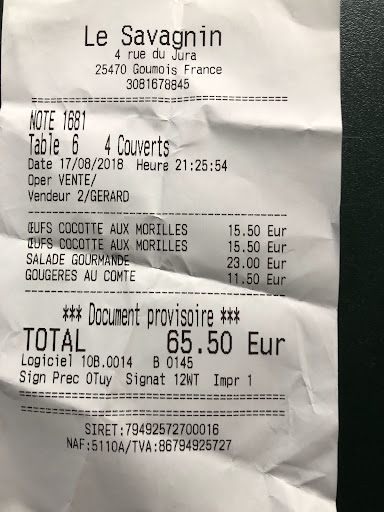 Le Savagnin
4 rue du Jura
25470 Goumois France
3081678845
NOTE 1681
Table 6 4 Couverts
Date 17/08/2018 Heure 21:25:54
Oper VENTE/
Vendeur 2/GERARD
ŒUFS COCOTTE AUX MORILLES 15.50 Eur
ŒUFS COCOTTE AUX MORILLES 15.50 Eur
SALADE GOURMANDE 23.00 Eur
GOUGERES AU COMTE 11.50 Eur
*** Document provisoire ***
TOTAL 65.50 Eur
Logiciel 10B.0014 B 0145
Sign Prec OTuy Signat 12WT Impr 1
SIRET:79492572700016
NAF:5110A/TVA:86794925727